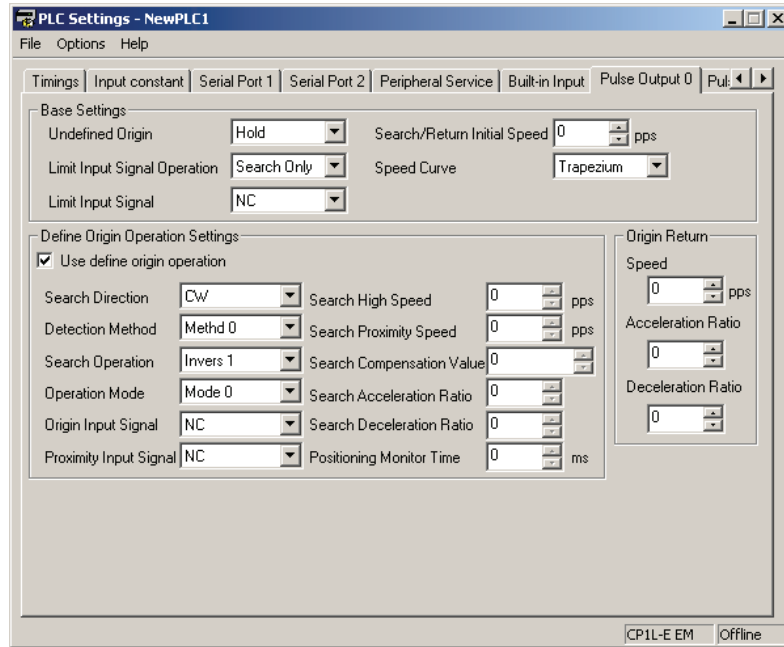 PLC Settings - NewPLC1
File Options Help
Timings Input constant Serial Port 1 Serial Port 2 Peripheral Service Built-in Input Pulse Output 0 Puls
Base Settings
Undefined Origin Hold Search/Return Initial Speed 0 pps
Limit Input Signal Operation Search Only Speed Curve Trapezium
Limit Input Signal NC
Define Origin Operation Settings Origin Return
Use define origin operation Speed
0 pps
Search Direction CW Search High Speed 0 pps
Acceleration Ratio
Detection Method Methd 0 Search Proximity Speed 0 pps
0
Search Operation Invers 1 Search Compensation Value 0
Deceleration Ratio
Operation Mode Mode 0 Search Acceleration Ratio 0
0
Origin Input Signal NC Search Deceleration Ratio 0
Proximity Input Signal NC Positioning Monitor Time 0 ms
CP1L-E EM Offline